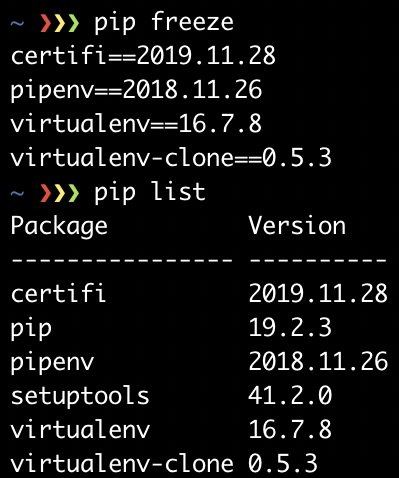 ~ ❯❯❯ pip freeze
certifi==2019.11.28
pipenv==2018.11.26
virtualenv==16.7.8
virtualenv-clone==0.5.3
~ ❯❯❯ pip list
Package          Version
---------------- ----------
certifi          2019.11.28
pip              19.2.3
pipenv           2018.11.26
setuptools       41.2.0
virtualenv       16.7.8
virtualenv-clone 0.5.3